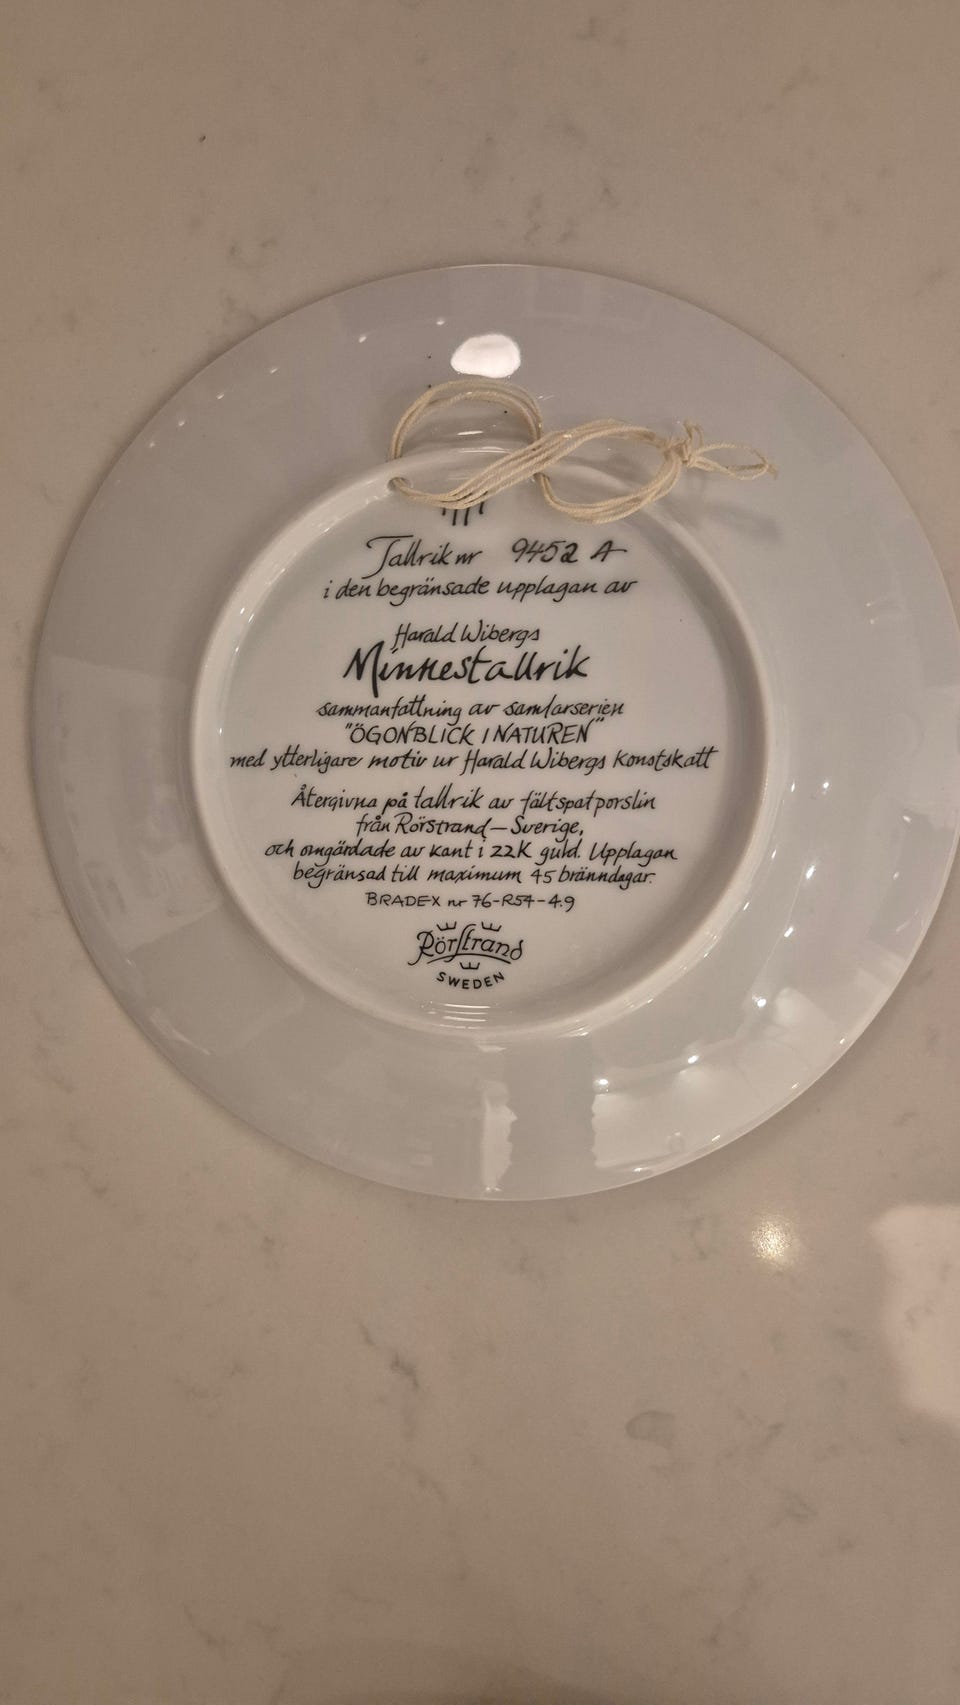 Tallrik nr 9452 A
i den begränsade upplagan av
Harald Wibergs
Minnestallrik
sammanfattning av samlarserien
"ÖGONBLICK I NATUREN"
med ytterligare motiv ur Harald Wibergs Konstskatt
Återgivna på tallrik av fältspatporslin
från Rörstrand – Sverige,
och omgärdade av kant i 22K guld. Upplagan
begränsad till maximum 45 bränndagar.
BRADEX nr 76-R54-4.9
Rörstrand
SWEDEN